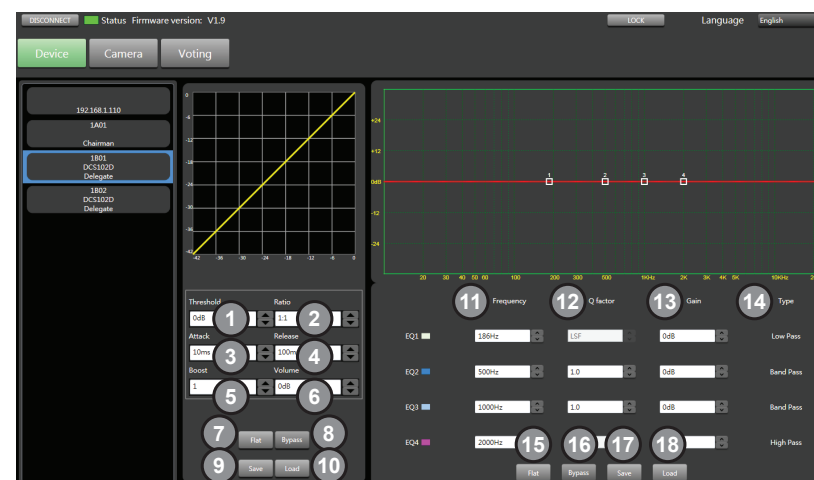 DISCONNECT Status Firmware version: V1.9 LOCK Language English
Device Camera Voting
192.168.1.110
1A01
Chairman
1B01
DCS102D
Delegate
1B02
DCS102D
Delegate
0
-6
-12
-18
-24
-30
-36
-42
-42 -36 -30 -24 -18 -12 -6 0
+24
+12
0dB
-12
-24
1 2 3 4
20 30 40 50 60 100 200 300 500 1KHz 2K 3K 4K 5K 10KHz
Threshold Ratio
0dB 1 1:1 2
Attack Release
10ms 3 100m 4
Boost Volume
1 5 0dB 6
7 Flat Bypass 8
9 Save Load 10
11 Frequency 12 Q factor 13 Gain 14 Type
EQ1 186Hz LSF 0dB Low Pass
EQ2 500Hz 1.0 0dB Band Pass
EQ3 1000Hz 1.0 0dB Band Pass
EQ4 2000Hz 15 16 17 18 High Pass
Flat Bypass Save Load